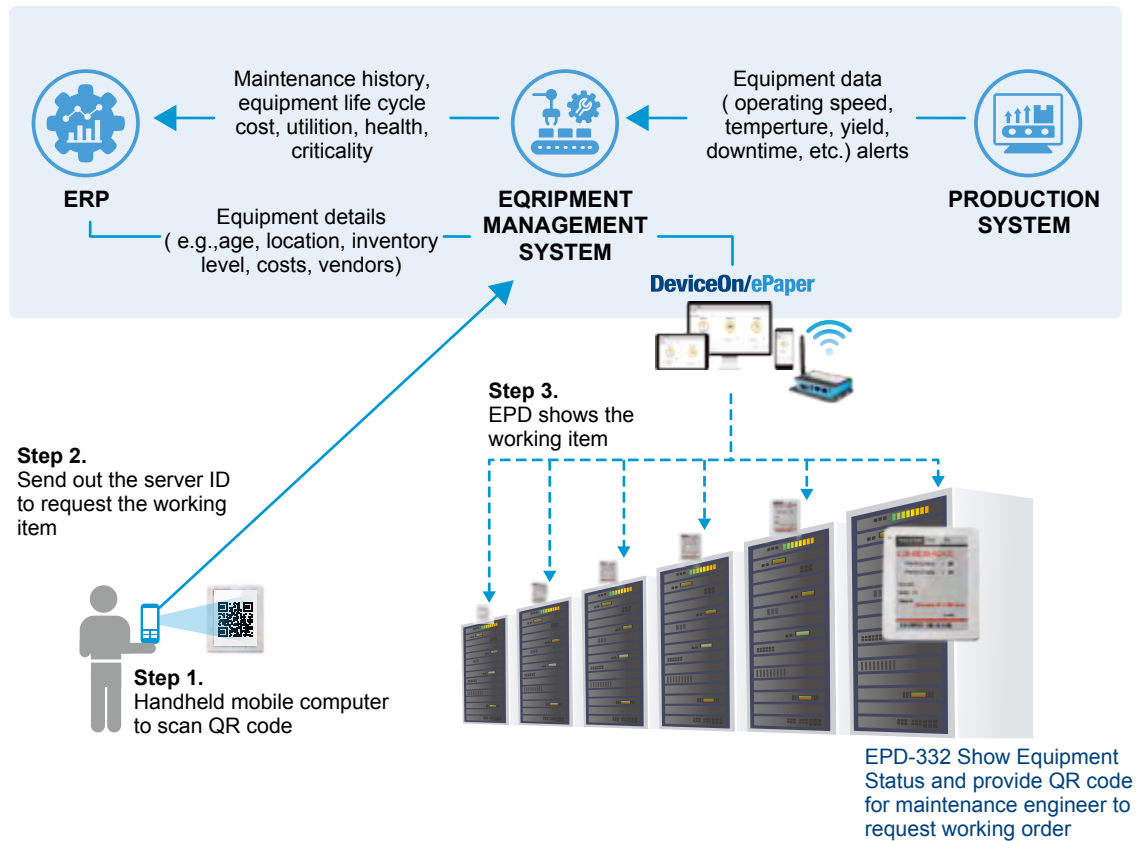 Maintenance history,
equipment life cycle
cost, utilition, health,
criticality
Equipment data
( operating speed,
temperture, yield,
downtime, etc.) alerts
ERP
EQRIPMENT
MANAGEMENT
SYSTEM
PRODUCTION
SYSTEM
Equipment details
( e.g.,age, location, inventory
level, costs, vendors)
DeviceOn/ePaper
Step 3.
EPD shows the
working item
Step 2.
Send out the server ID
to request the working
item
Step 1.
Handheld mobile computer
to scan QR code
EPD-332 Show Equipment
Status and provide QR code
for maintenance engineer to
request working order